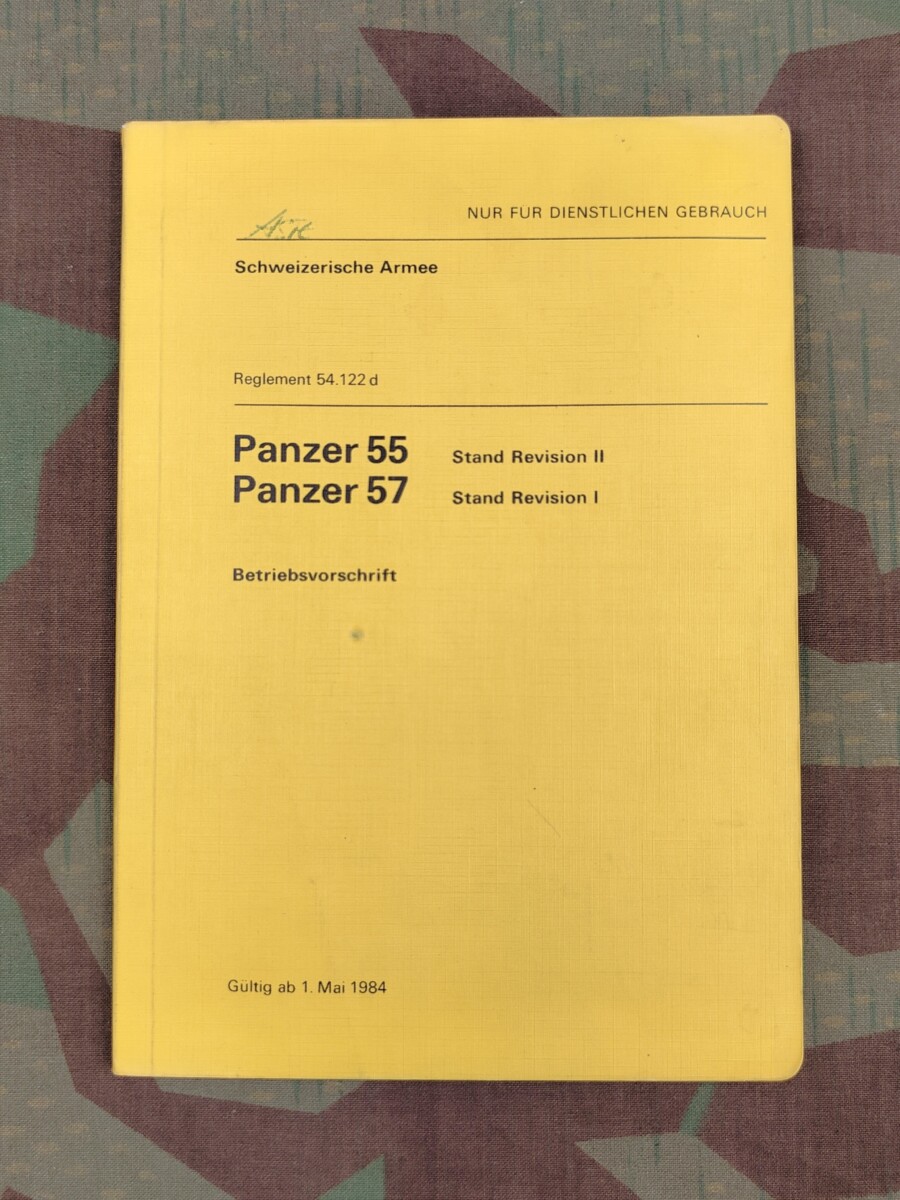 NUR FÜR DIENSTLICHEN GEBRAUCH
Schweizerische Armee
Reglement 54.122 d
Panzer 55 Stand Revision II
Panzer 57 Stand Revision I
Betriebsvorschrift
Gültig ab 1. Mai 1984